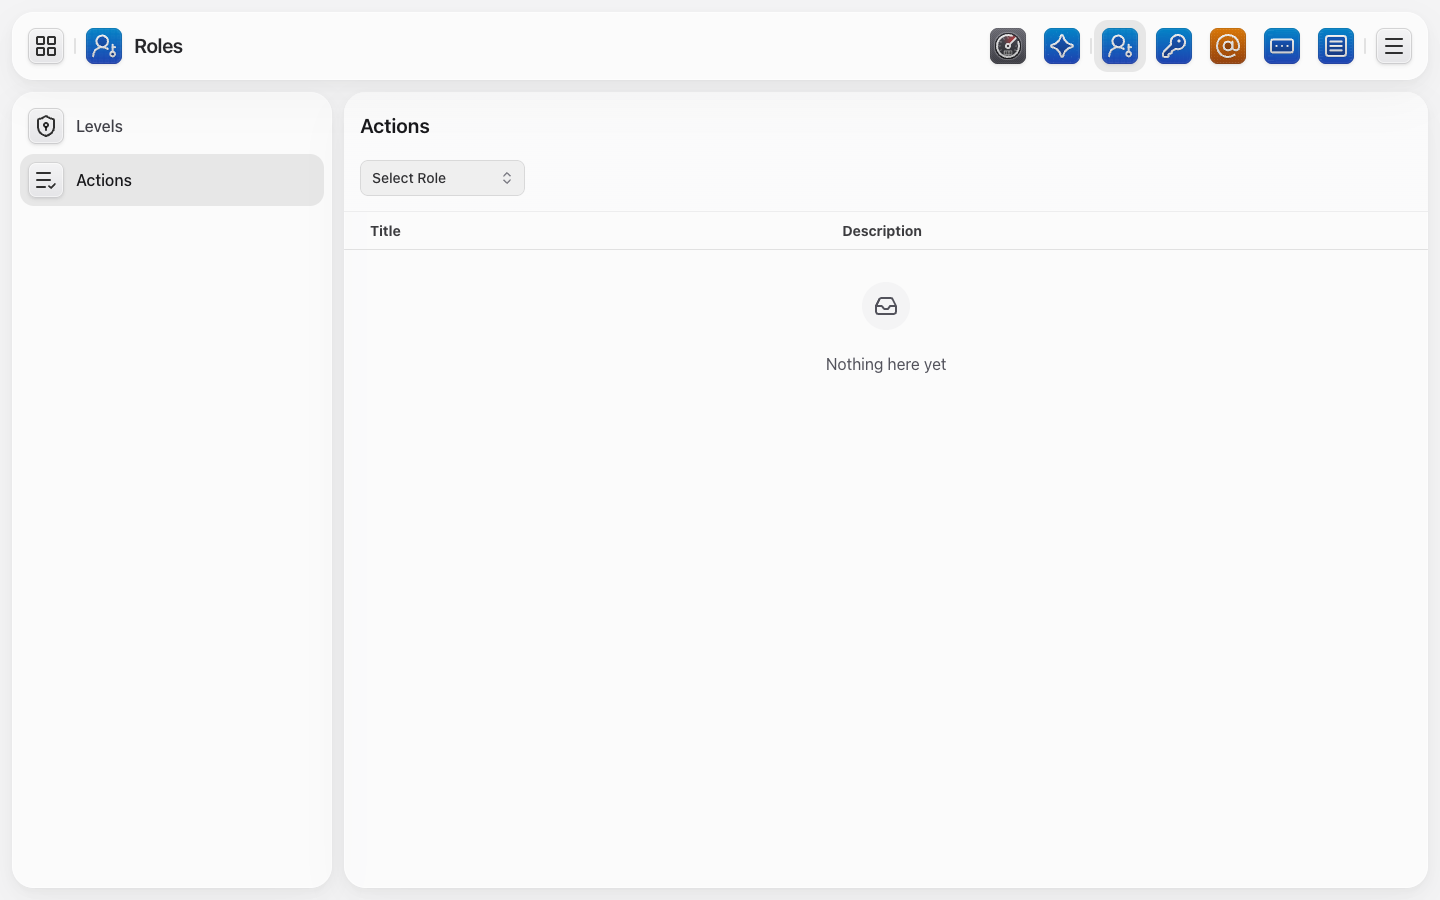 Roles
Levels
Actions
Actions
Select Role
Title
Description
Nothing here yet